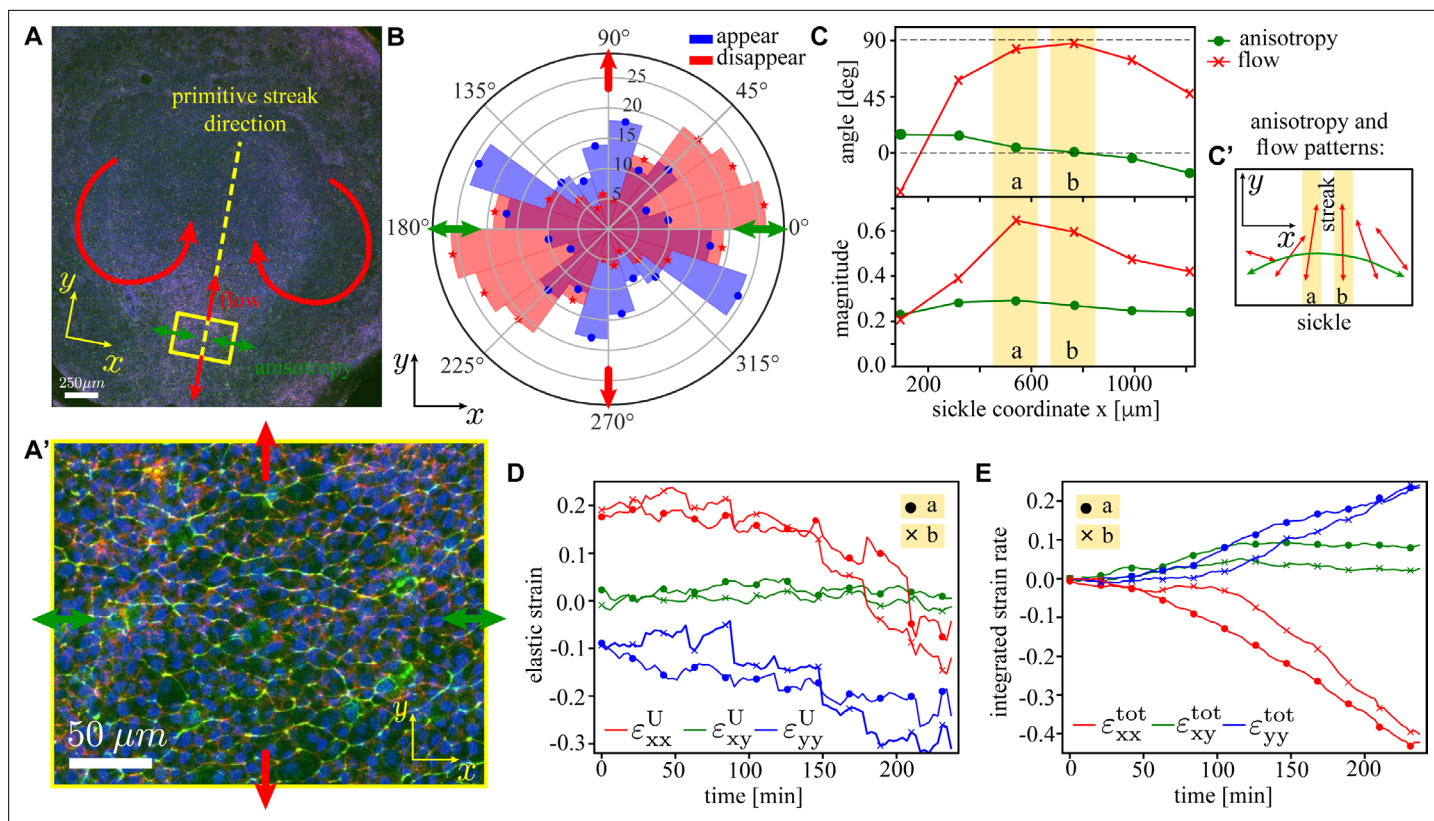 A
primitive streak
direction
flow
y
x
anisotropy
250μm
B
appear
disappear
90°
45°
0°
315°
270°
225°
180°
135°
25
20
15
10
5
y
x
C
anisotropy
flow
90
45
0
angle [deg]
a
b
0.6
0.4
0.2
0.0
magnitude
a
b
200
600
1000
sickle coordinate x [μm]
anisotropy and
flow patterns:
C'
y
x
streak
a
b
sickle
A'
50 μm
y
x
D
0.2
0.1
0.0
-0.1
-0.2
-0.3
elastic strain
a
b
ε^U_xx
ε^U_xy
ε^U_yy
0
50
100
150
200
time [min]
E
0.2
0.1
0.0
-0.1
-0.2
-0.3
-0.4
integrated strain rate
a
b
ε^tot_xx
ε^tot_xy
ε^tot_yy
0
50
100
150
200
time [min]